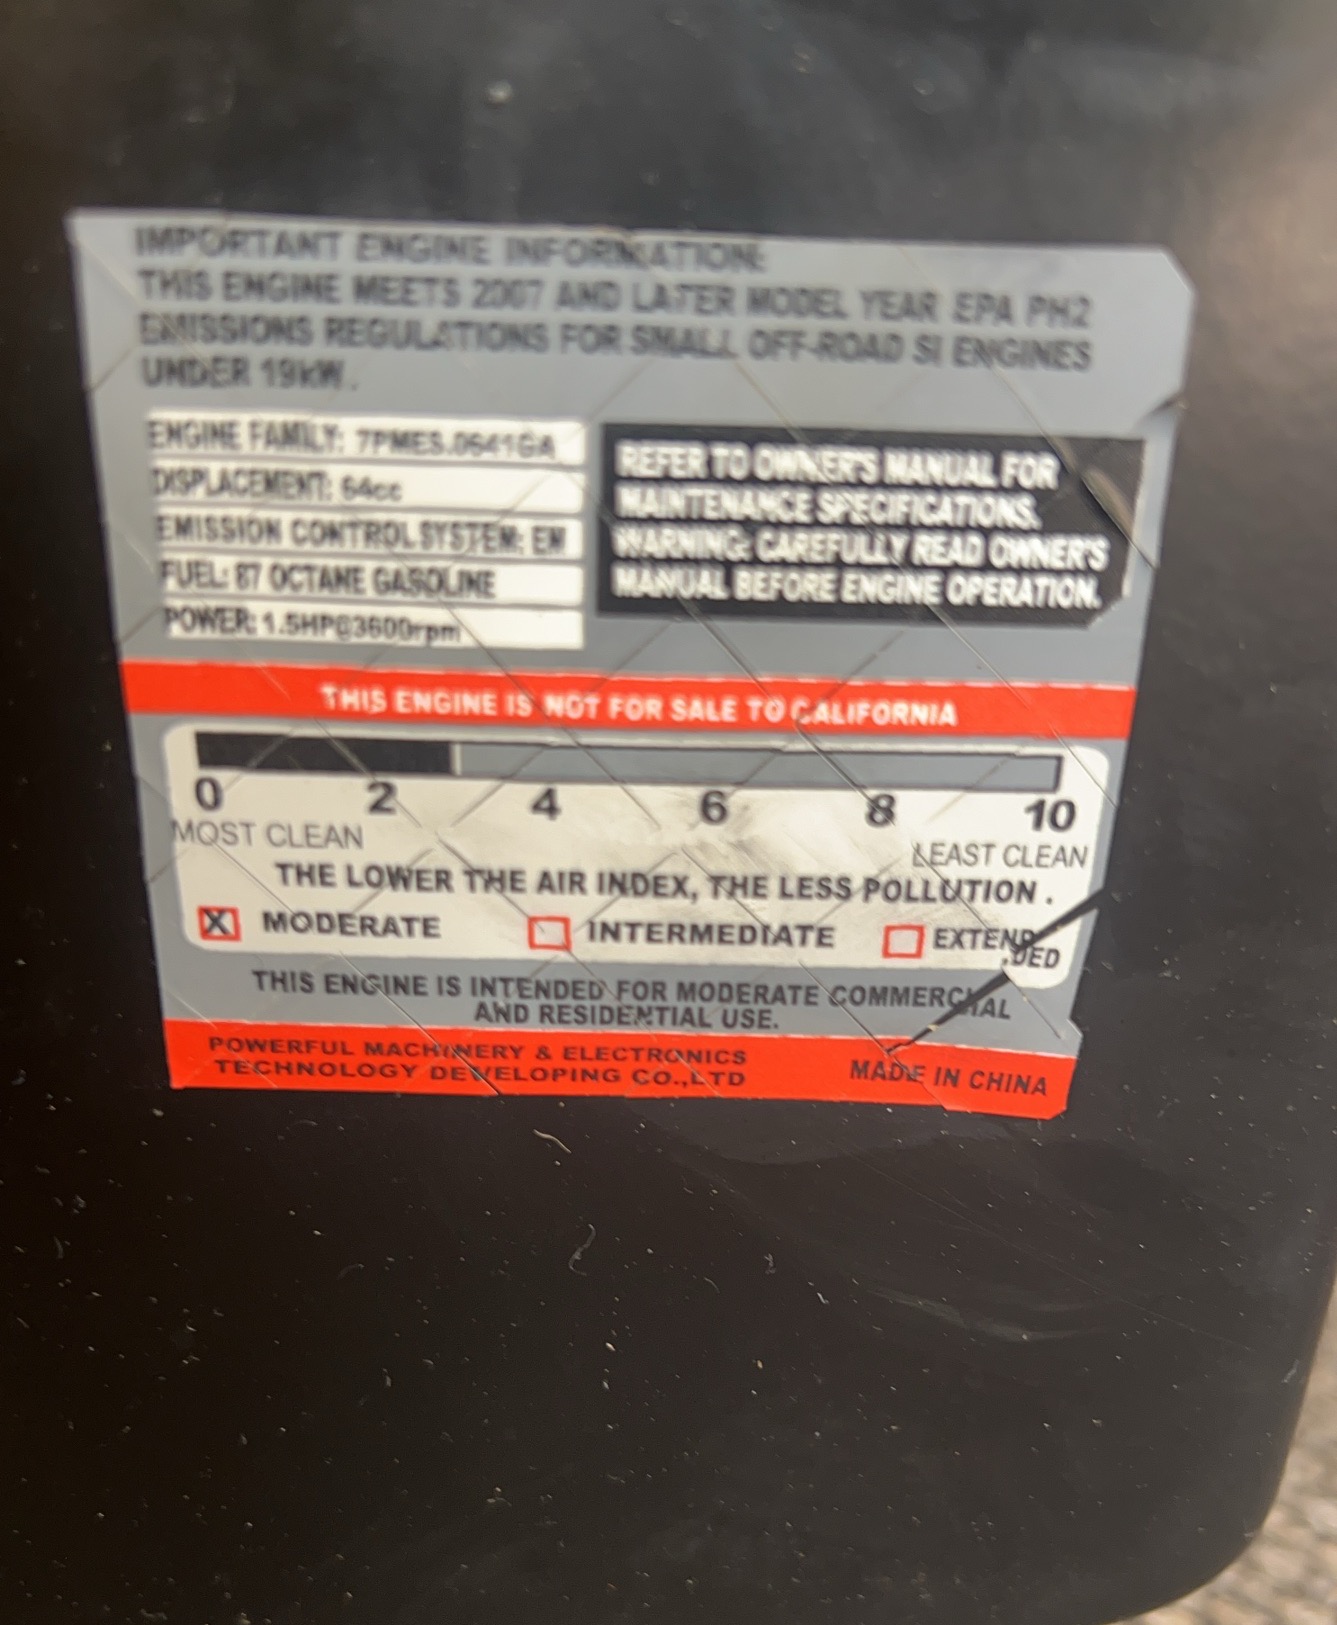 IMPORTANT ENGINE INFORMATION:
THIS ENGINE MEETS 2007 AND LATER MODEL YEAR EPA PH2
EMISSIONS REGULATIONS FOR SMALL OFF-ROAD SI ENGINES
UNDER 19kW.
ENGINE FAMILY: 7PMES.0641GA
DISPLACEMENT: 64cc
EMISSION CONTROL SYSTEM: EM
FUEL: 87 OCTANE GASOLINE
POWER: 1.5HP@3600rpm
REFER TO OWNER'S MANUAL FOR
MAINTENANCE SPECIFICATIONS.
WARNING: CAREFULLY READ OWNER'S
MANUAL BEFORE ENGINE OPERATION.
THIS ENGINE IS NOT FOR SALE TO CALIFORNIA
0 2 4 6 8 10
MOST CLEAN LEAST CLEAN
THE LOWER THE AIR INDEX, THE LESS POLLUTION .
X MODERATE INTERMEDIATE EXTENDED
THIS ENGINE IS INTENDED FOR MODERATE COMMERCIAL
AND RESIDENTIAL USE.
POWERFUL MACHINERY & ELECTRONICS
TECHNOLOGY DEVELOPING CO.,LTD
MADE IN CHINA